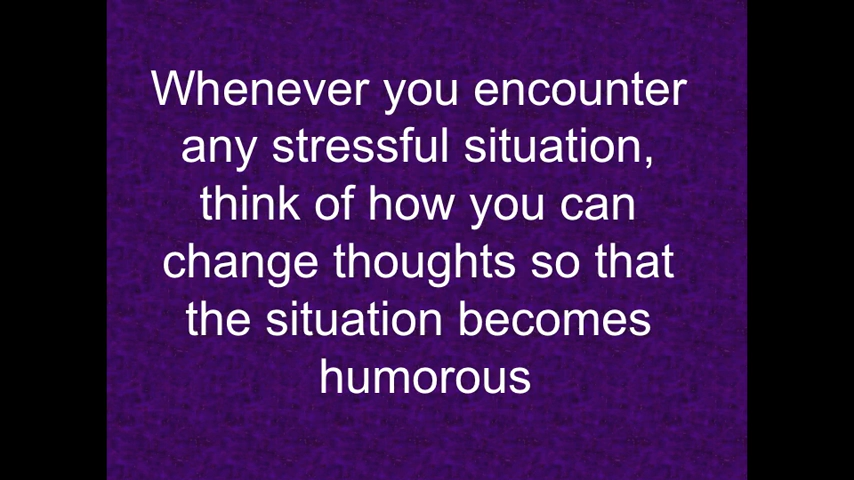 Whenever you encounter
any stressful situation,
think of how you can
change thoughts so that
the situation becomes
humorous